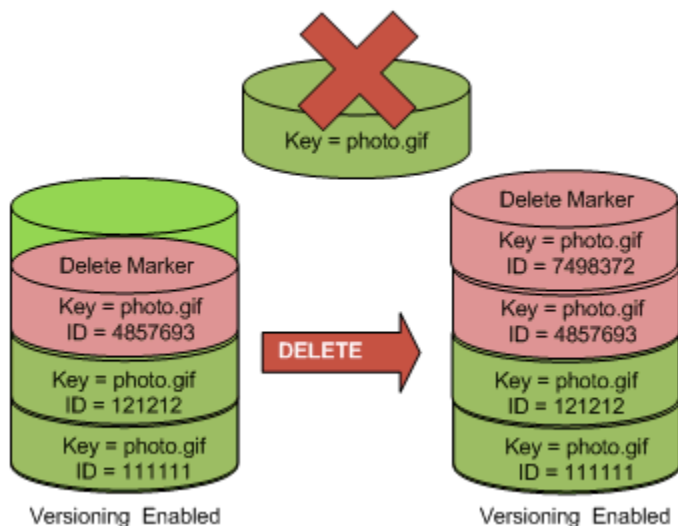 Key = photo.gif
Delete Marker
Key = photo.gif
ID = 4857693
Key = photo.gif
ID = 121212
Key = photo.gif
ID = 111111
Versioning Enabled
DELETE
Delete Marker
Key = photo.gif
ID = 7498372
Key = photo.gif
ID = 4857693
Key = photo.gif
ID = 121212
Key = photo.gif
ID = 111111
Versioning Enabled